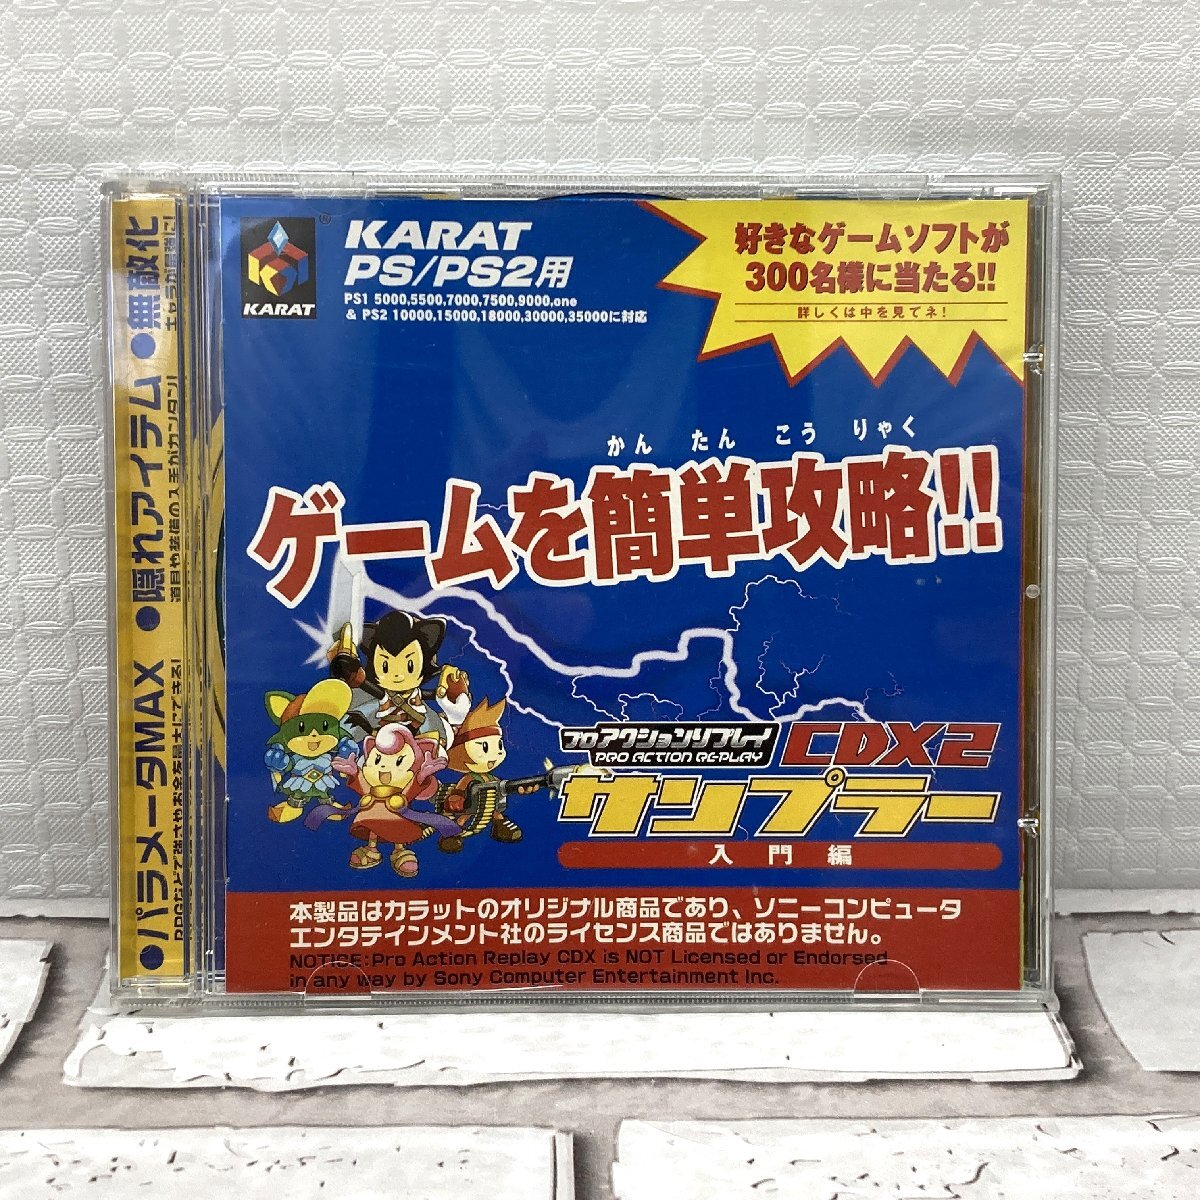 KARAT
®
KARAT
PS/PS2用
PS1 5000,5500,7000,7500,9000,one
& PS2 10000,15000,18000,30000,35000に対応
好きなゲームソフトが
300名様に当たる!!
詳しくは中を見てネ!
かんたんこうりゃく
ゲームを簡単攻略!!
プロアクションリプレイ
PRO ACTION REPLAY
CDX2
サンプラー
入門編
本製品はカラットのオリジナル商品であり、ソニーコンピュータ
エンタテインメント社のライセンス商品ではありません。
NOTICE:Pro Action Replay CDX is NOT Licensed or Endorsed
in any way by Sony Computer Entertainment Inc.
●パラメータMAX ●隠れアイテム ●無敵化